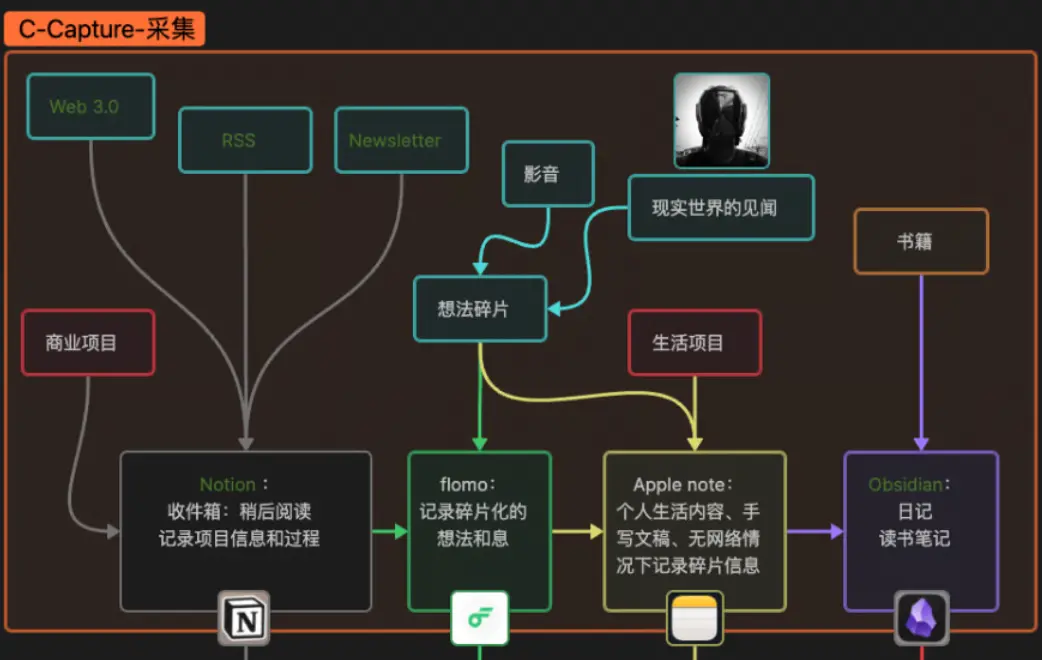 C-Capture-采集
Web 3.0
RSS
Newsletter
影音
现实世界的见闻
书籍
想法碎片
商业项目
生活项目
Notion：
收件箱：稍后阅读
记录项目信息和过程
flomo：
记录碎片化的
想法和息
Apple note：
个人生活内容、手
写文稿、无网络情
况下记录碎片信息
Obsidian：
日记
读书笔记
N